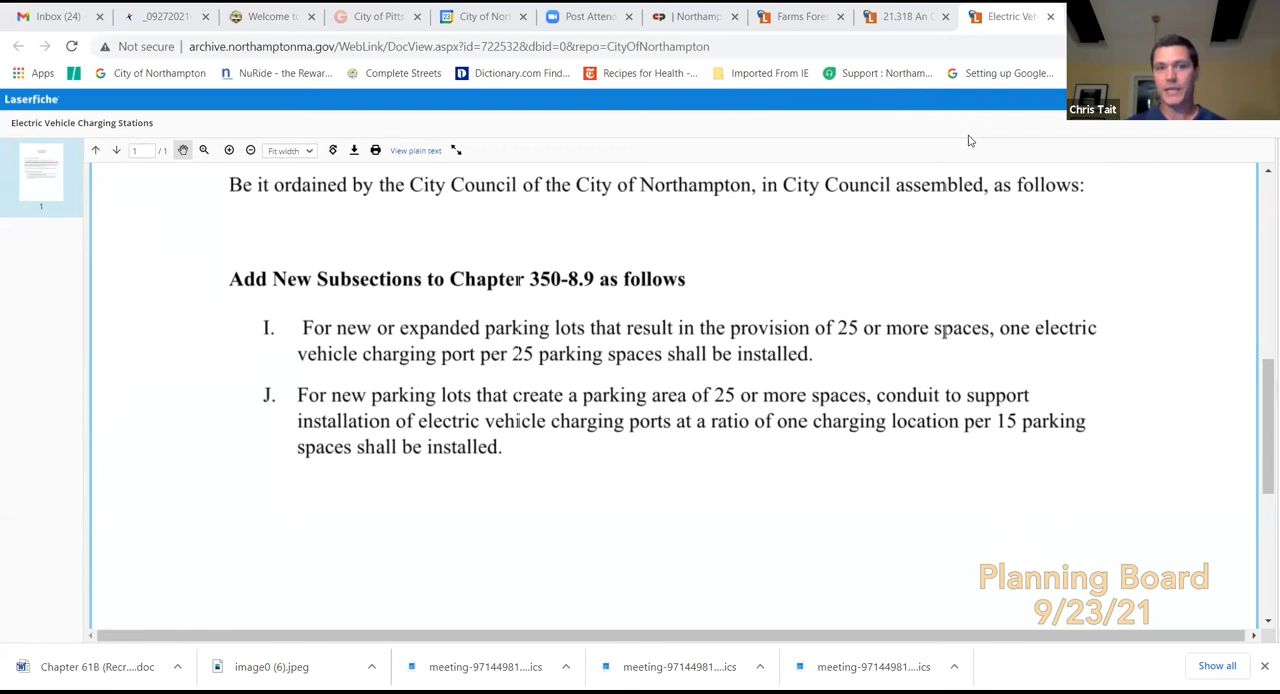 Inbox (24)
_09272021
Welcome to
City of Pitts
City of Nort
Post Attend
| Northamp
Farms Fores
21.318 An O
Electric Veh
Not secure | archive.northamptonma.gov/WebLink/DocView.aspx?id=722532&dbid=0&repo=CityOfNorthampton
Apps
City of Northampton
NuRide - the Rewar...
Complete Streets
Dictionary.com Find...
Recipes for Health -...
Imported From IE
Support : Northam...
Setting up Google...
Chris Tait
Laserfiche
Electric Vehicle Charging Stations
1 / 1
Fit width
View plain text
1
Be it ordained by the City Council of the City of Northampton, in City Council assembled, as follows:
Add New Subsections to Chapter 350-8.9 as follows
I. For new or expanded parking lots that result in the provision of 25 or more spaces, one electric
vehicle charging port per 25 parking spaces shall be installed.
J. For new parking lots that create a parking area of 25 or more spaces, conduit to support
installation of electric vehicle charging ports at a ratio of one charging location per 15 parking
spaces shall be installed.
Planning Board
9/23/21
Chapter 61B (Recr....doc
image0 (6).jpeg
meeting-97144981....ics
meeting-97144981....ics
meeting-97144981....ics
Show all